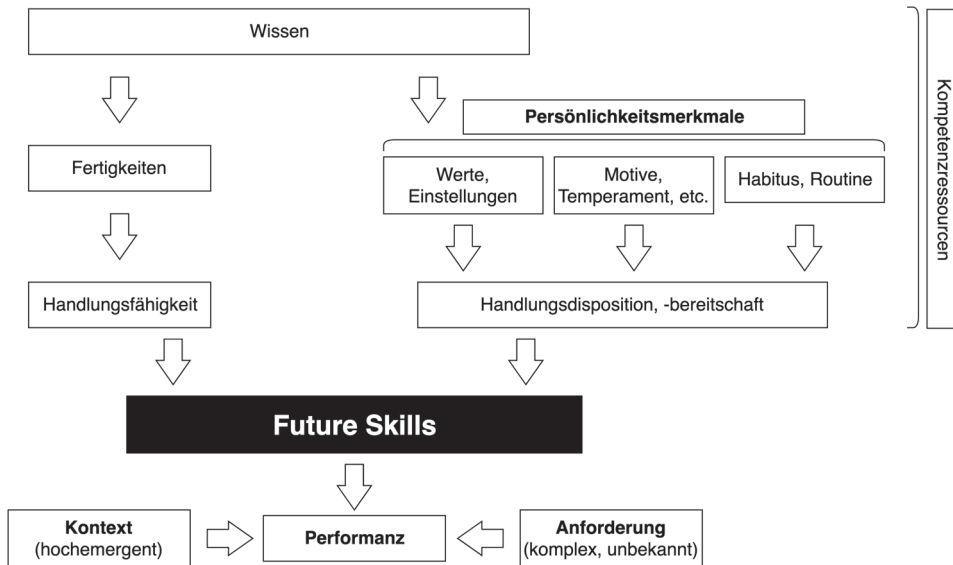 Wissen
Persönlichkeitsmerkmale
Fertigkeiten
Werte,
Einstellungen
Motive,
Temperament, etc.
Habitus, Routine
Handlungsfähigkeit
Handlungsdisposition, -bereitschaft
Kompetenzressourcen
Future Skills
Kontext
(hochemergent)
Performanz
Anforderung
(komplex, unbekannt)